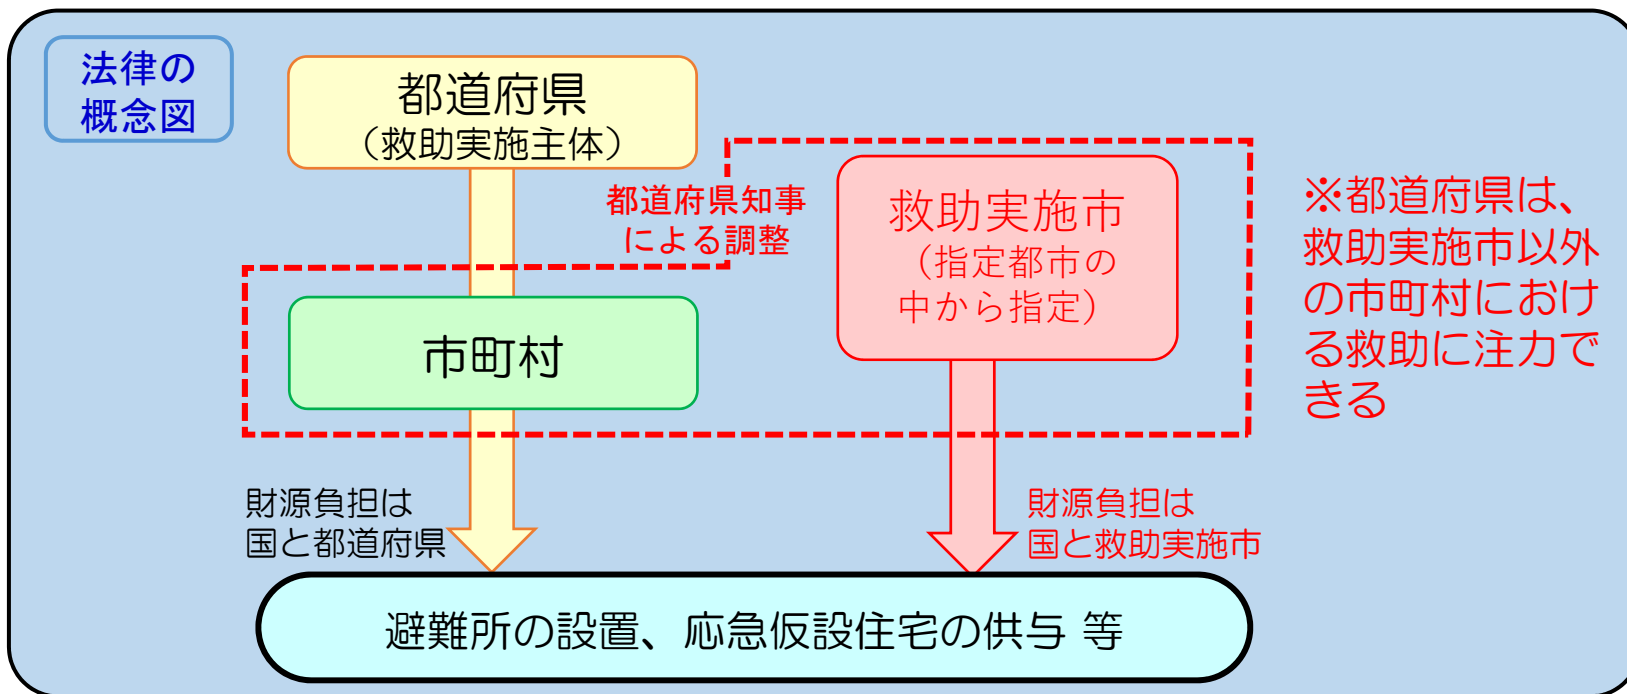 法律の
概念図
都道府県
（救助実施主体）
都道府県知事
による調整
市町村
救助実施市
（指定都市の
中から指定）
※都道府県は、
救助実施市以外
の市町村におけ
る救助に注力で
きる
財源負担は
国と都道府県
財源負担は
国と救助実施市
避難所の設置、応急仮設住宅の供与 等